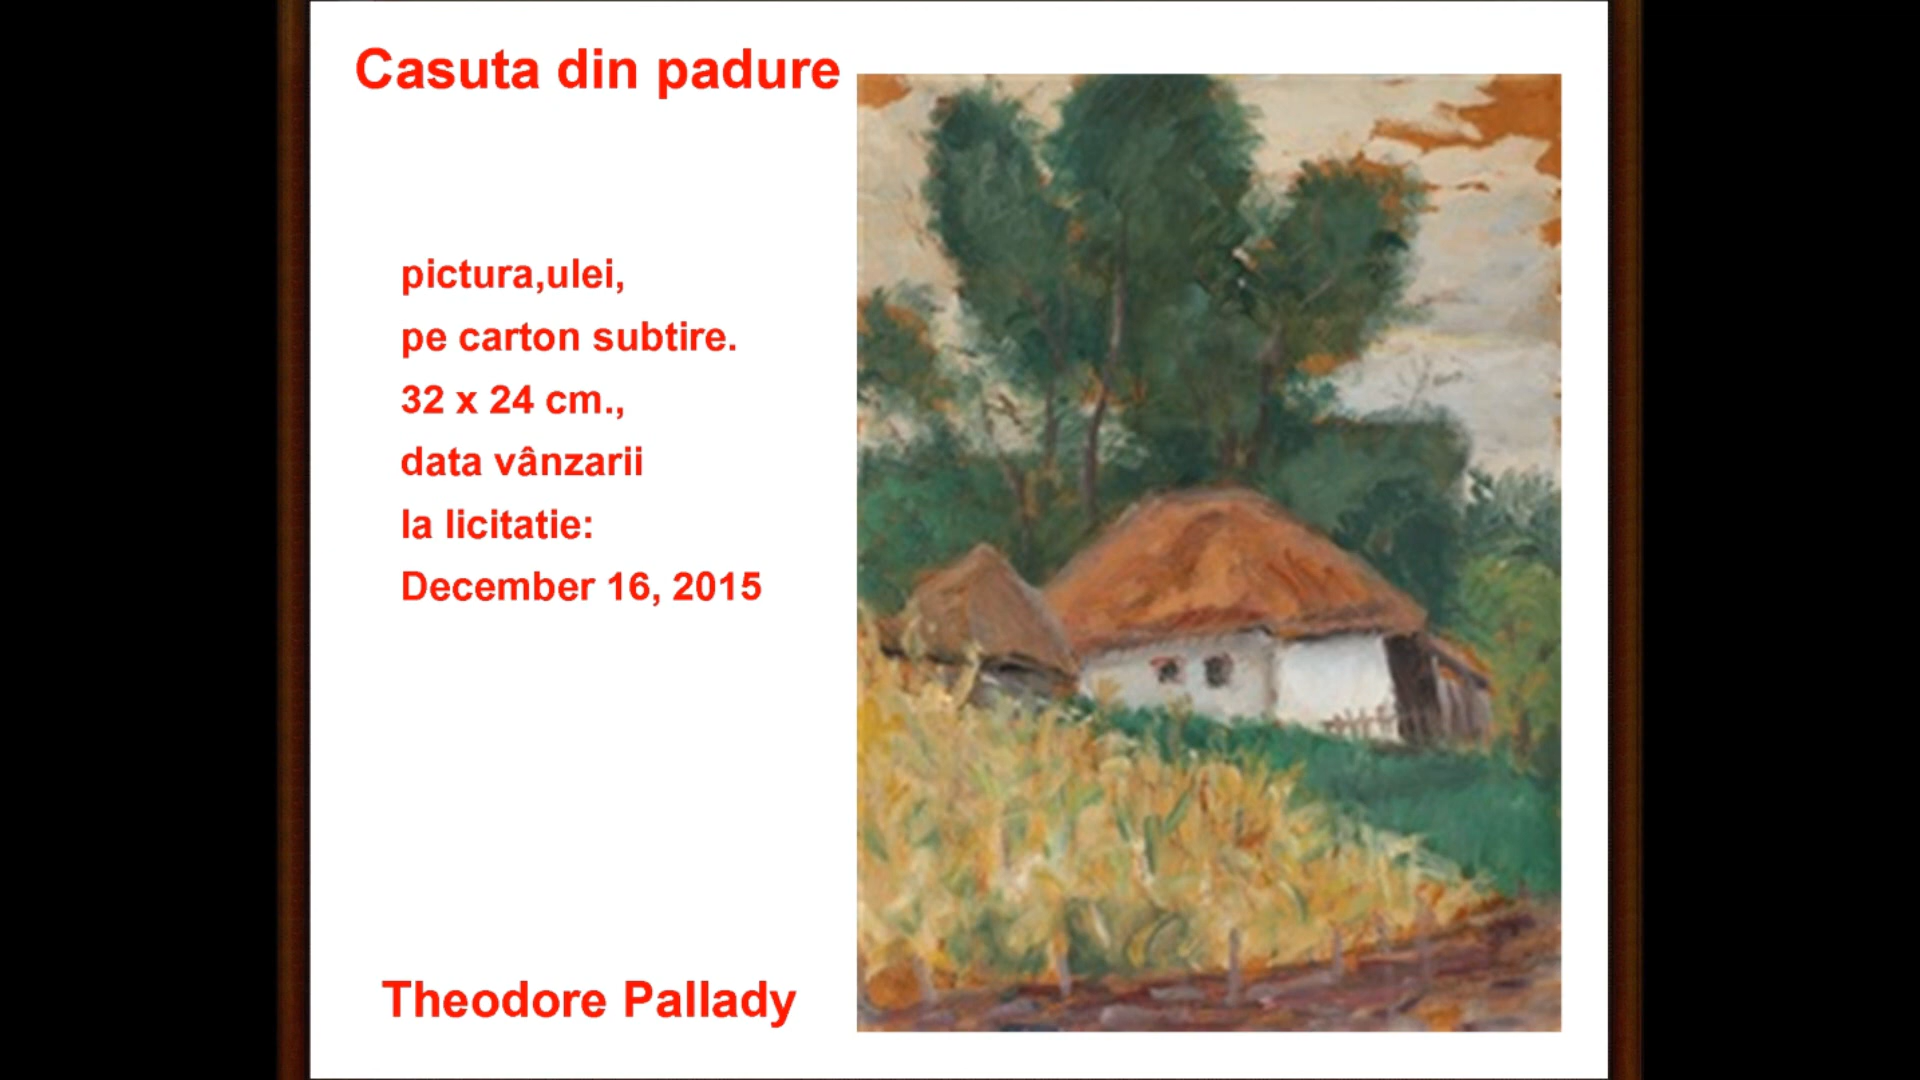 Casuta din padure
pictura,ulei,
pe carton subtire.
32 x 24 cm.,
data vânzarii
la licitatie:
December 16, 2015
Theodore Pallady